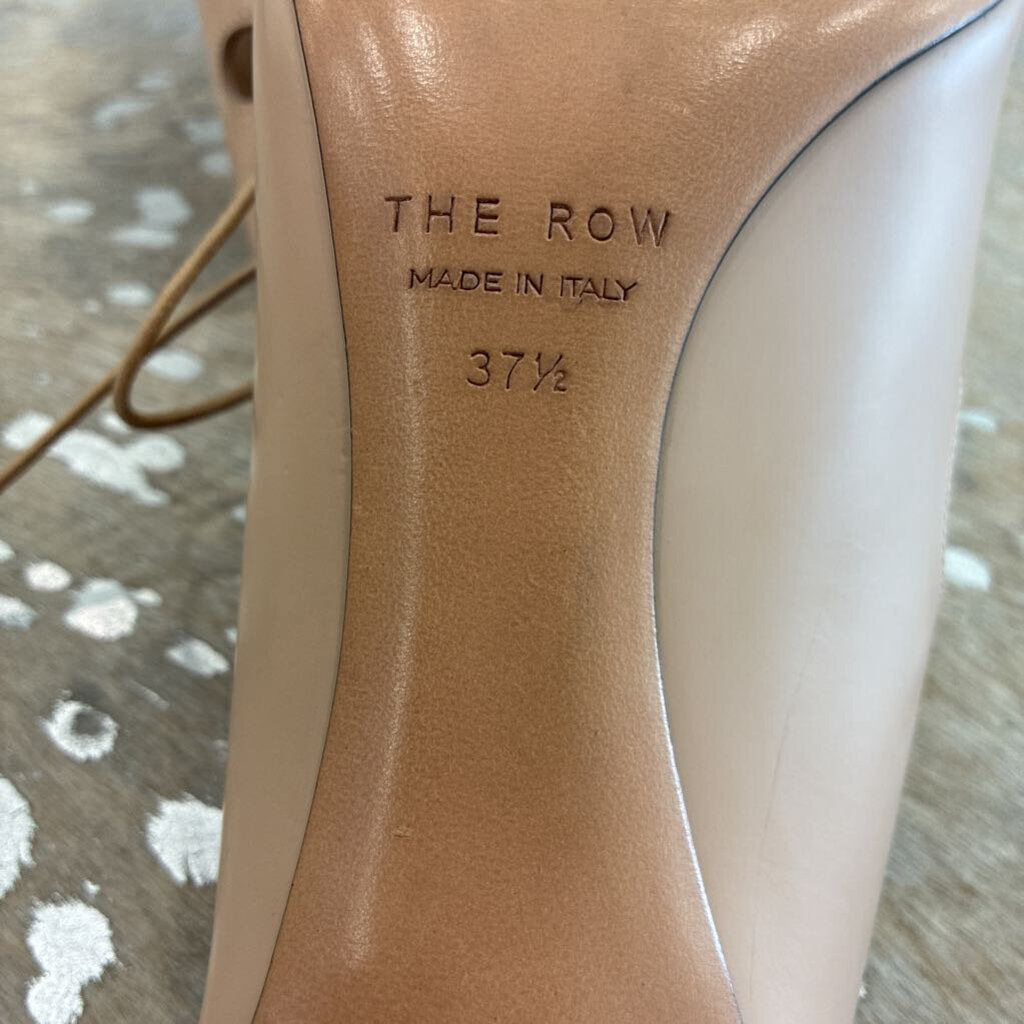 THE ROW
MADE IN ITALY
37½